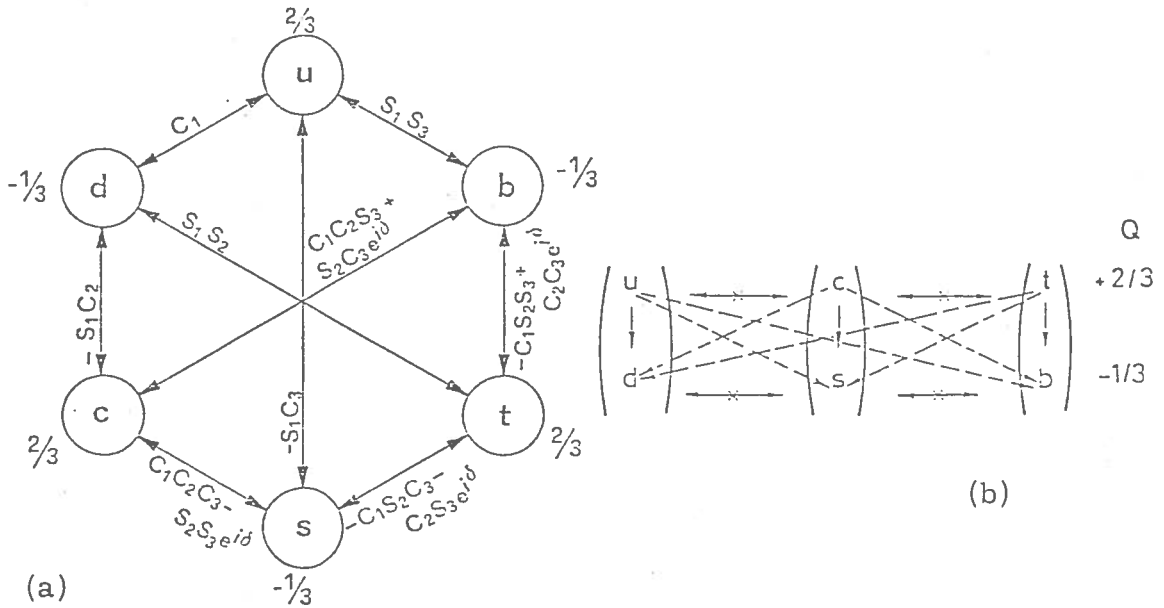 2/3
u
C₁
S₁ S₃
-1/3
d
b
-1/3
S₁ S₂
C₁C₂S₃ +
S₂C₃e^{iδ}
-S₁C₂
-C₁S₂S₃ +
C₂C₃e^{iδ}
-S₁C₃
c
t
2/3
2/3
C₁C₂C₃-
S₂S₃e^{iδ}
s
-C₁S₂C₃-
C₂S₃e^{iδ}
-1/3
(a)
Q
u c t +2/3
d s b -1/3
(b)